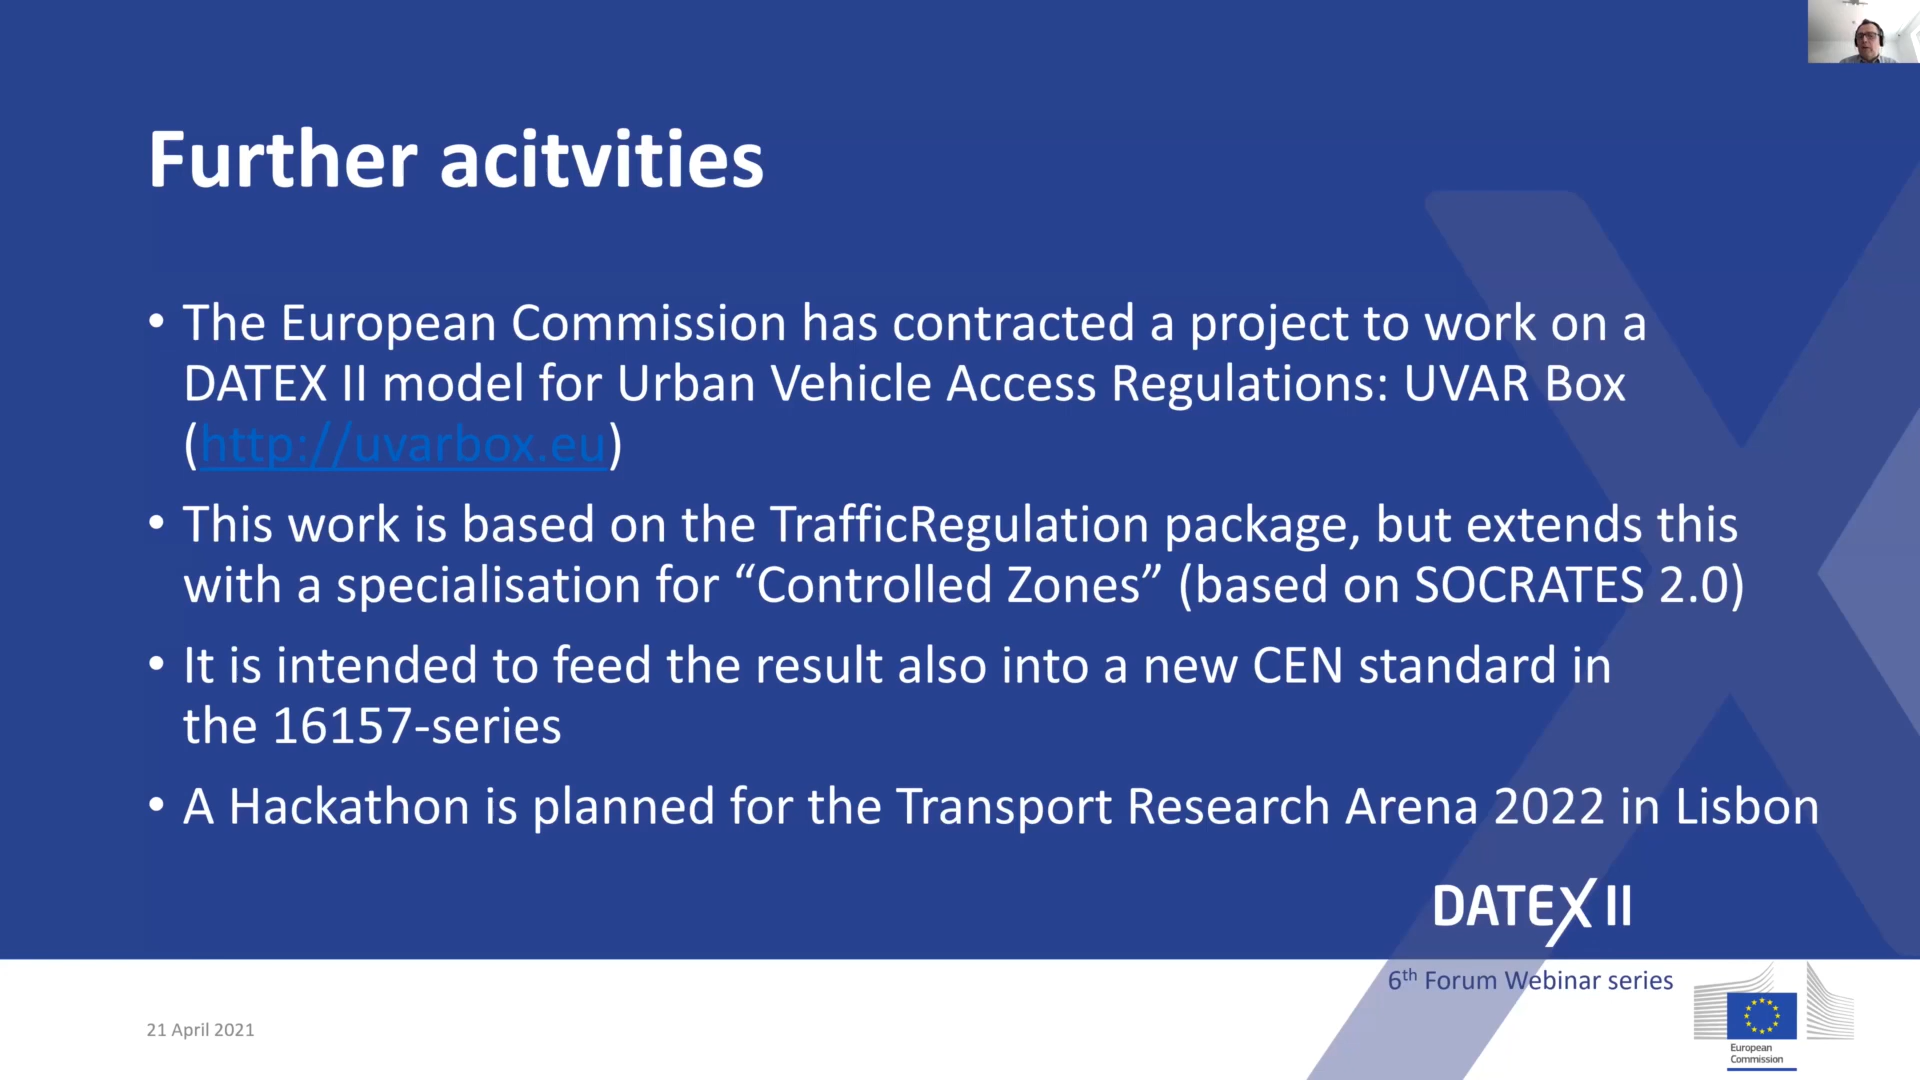 Further acitvities
• The European Commission has contracted a project to work on a
DATEX II model for Urban Vehicle Access Regulations: UVAR Box
(http://uvarbox.eu)
• This work is based on the TrafficRegulation package, but extends this
with a specialisation for “Controlled Zones” (based on SOCRATES 2.0)
• It is intended to feed the result also into a new CEN standard in
the 16157-series
• A Hackathon is planned for the Transport Research Arena 2022 in Lisbon
DATEX II
6th Forum Webinar series
21 April 2021
European
Commission